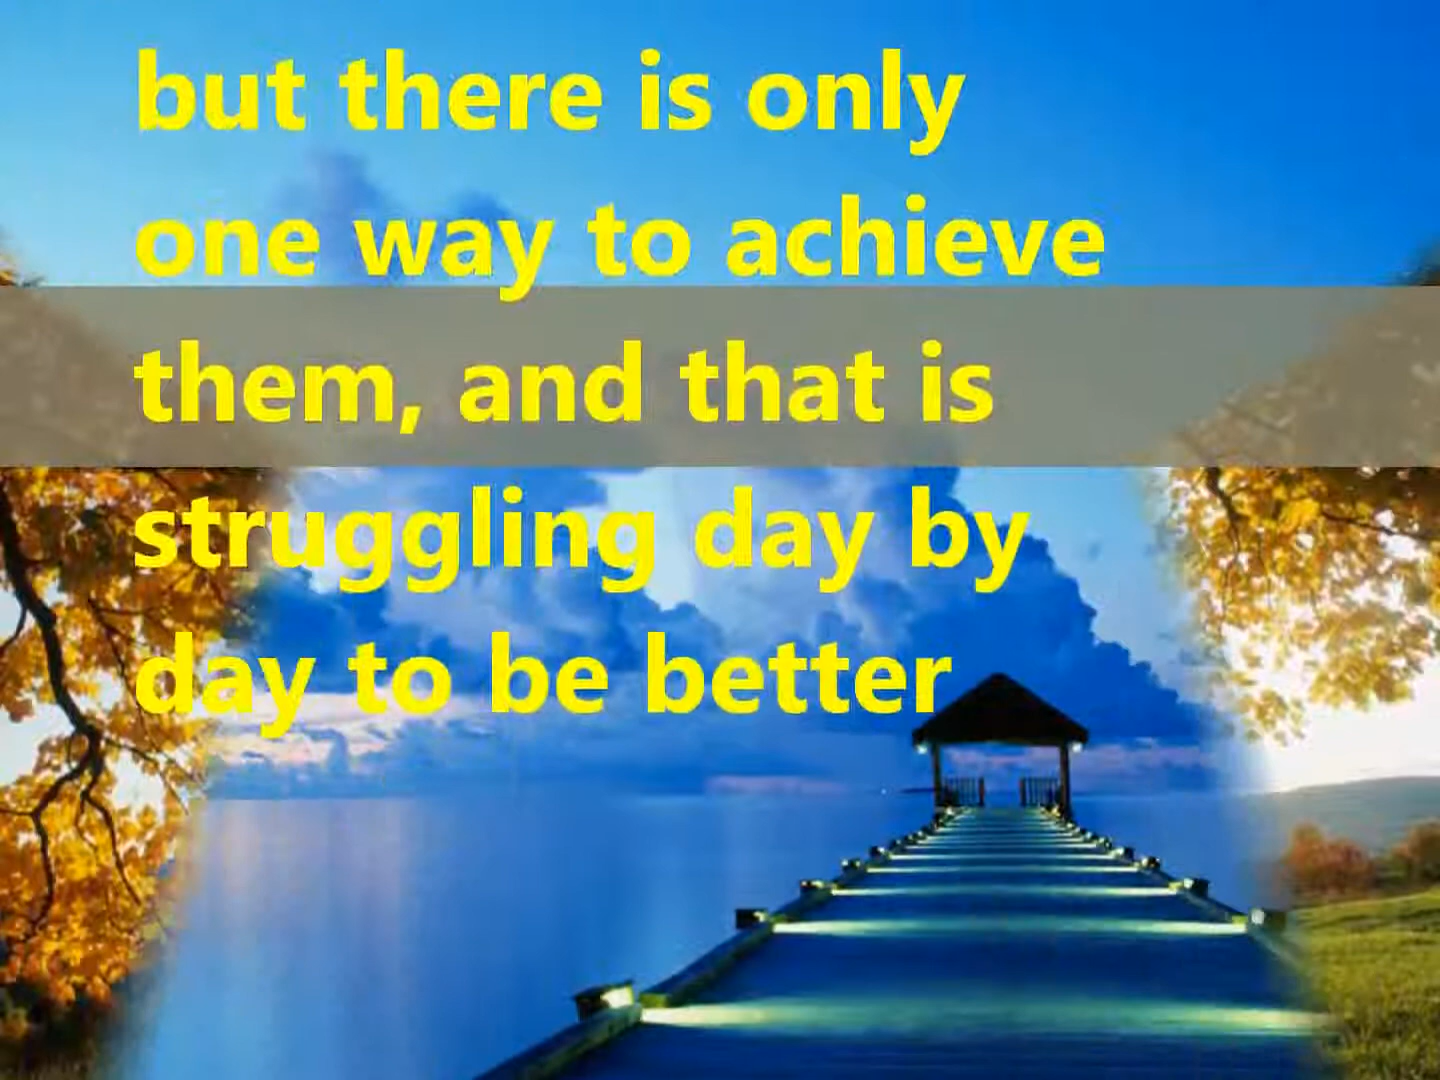 but there is only
one way to achieve
them, and that is
struggling day by
day to be better